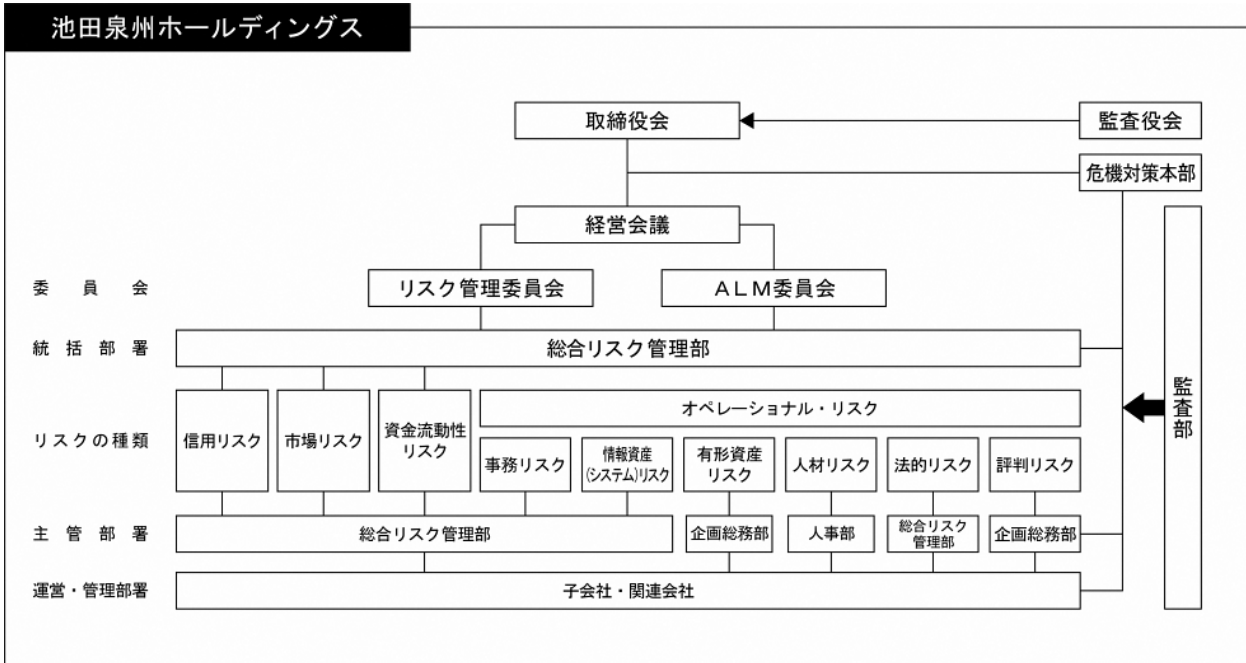 池田泉州ホールディングス
取締役会
監査役会
危機対策本部
経営会議
委員会
リスク管理委員会
ALM委員会
統括部署
総合リスク管理部
監査部
リスクの種類
信用リスク
市場リスク
資金流動性
リスク
オペレーショナル・リスク
事務リスク
情報資産
(システム)リスク
有形資産
リスク
人材リスク
法的リスク
評判リスク
主管部署
総合リスク管理部
企画総務部
人事部
総合リスク
管理部
企画総務部
運営・管理部署
子会社・関連会社